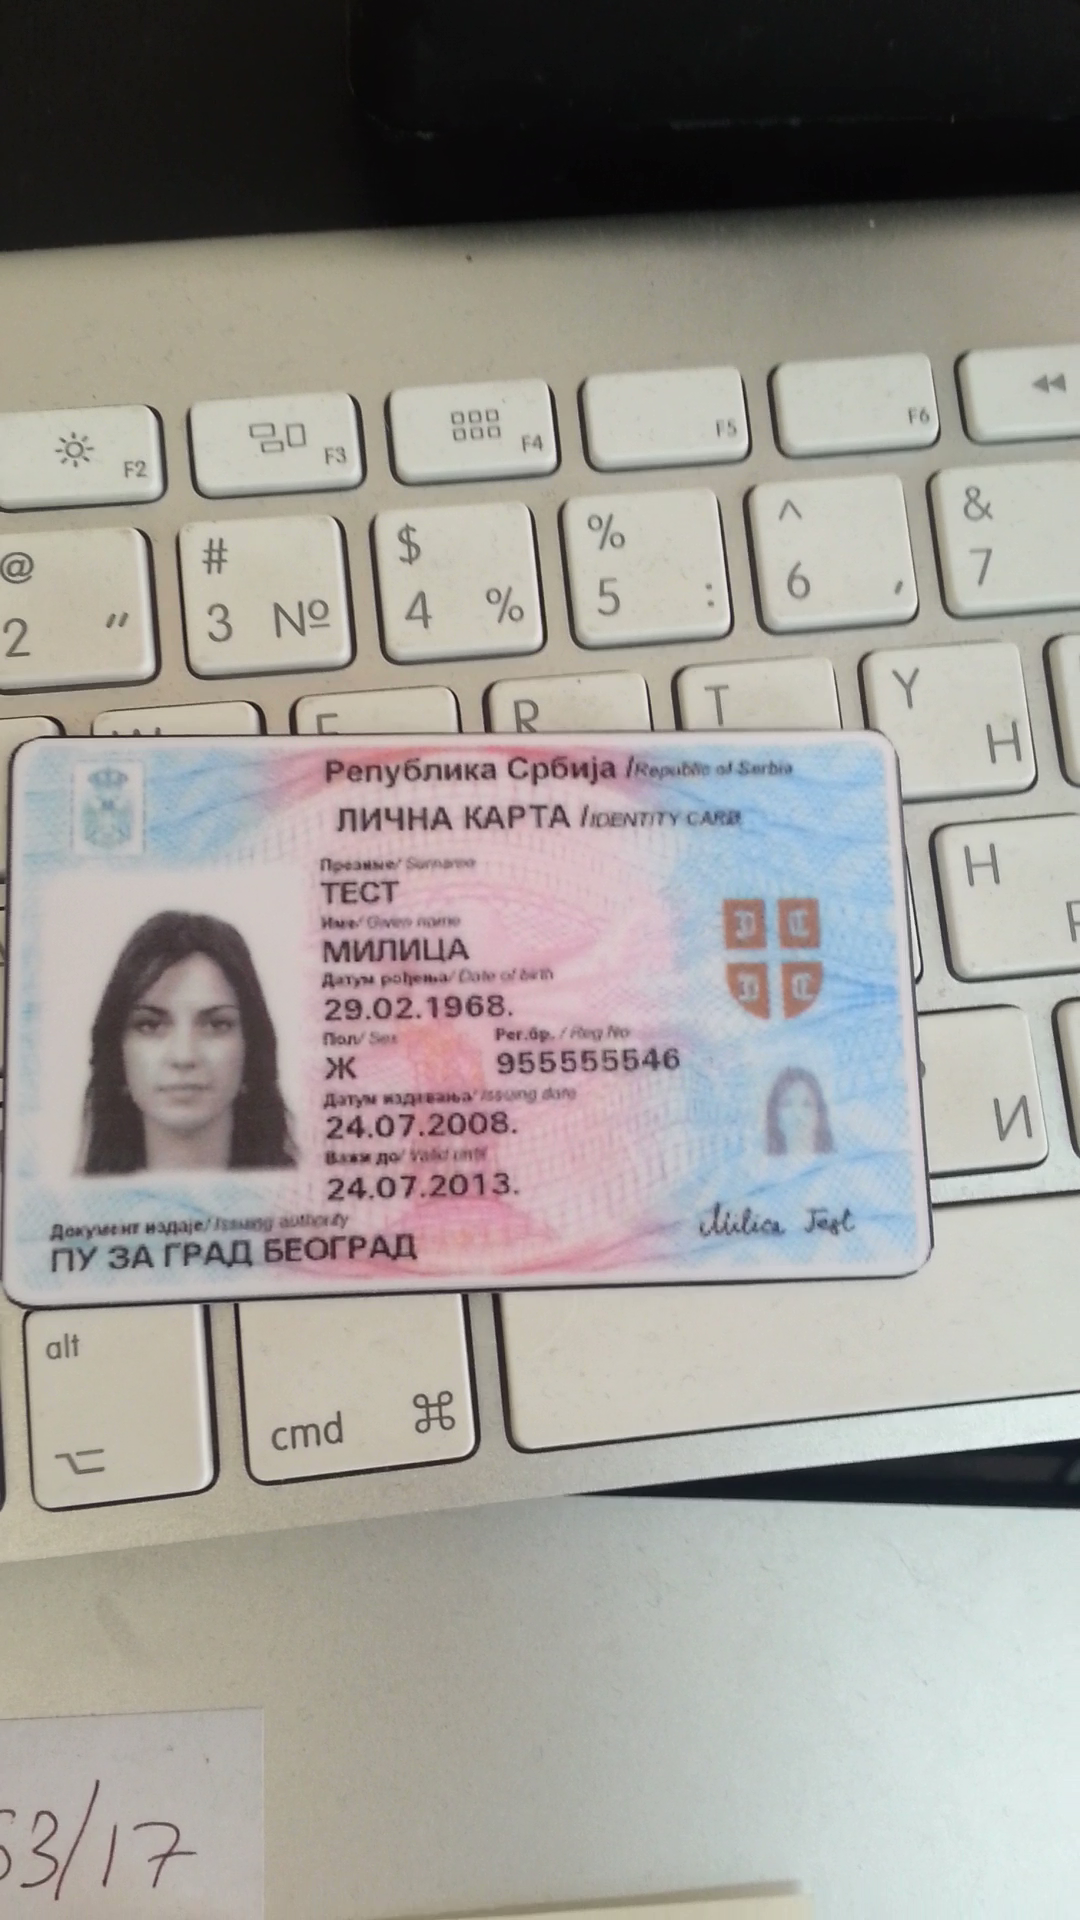 F2
F3
F4
F5
F6
@
2 "
#
3 №
$
4 %
%
5 :
^
6 ,
&
7
R
T
Y
Н
H
И
Република Србија /Republic of Serbia
ЛИЧНА КАРТА /IDENTITY CARD
Презиме/ Surname
ТЕСТ
Име/ Given name
МИЛИЦА
Датум рођења/ Date of birth
29.02.1968.
Пол/ Sex Рег.бр. / Reg No
Ж 955555546
Датум издавања/ Issuing date
24.07.2008.
Важи до/ Valid until
24.07.2013.
Milica Test
Документ издаје/ Issuing authority
ПУ ЗА ГРАД БЕОГРАД
alt
cmd ⌘
53/17